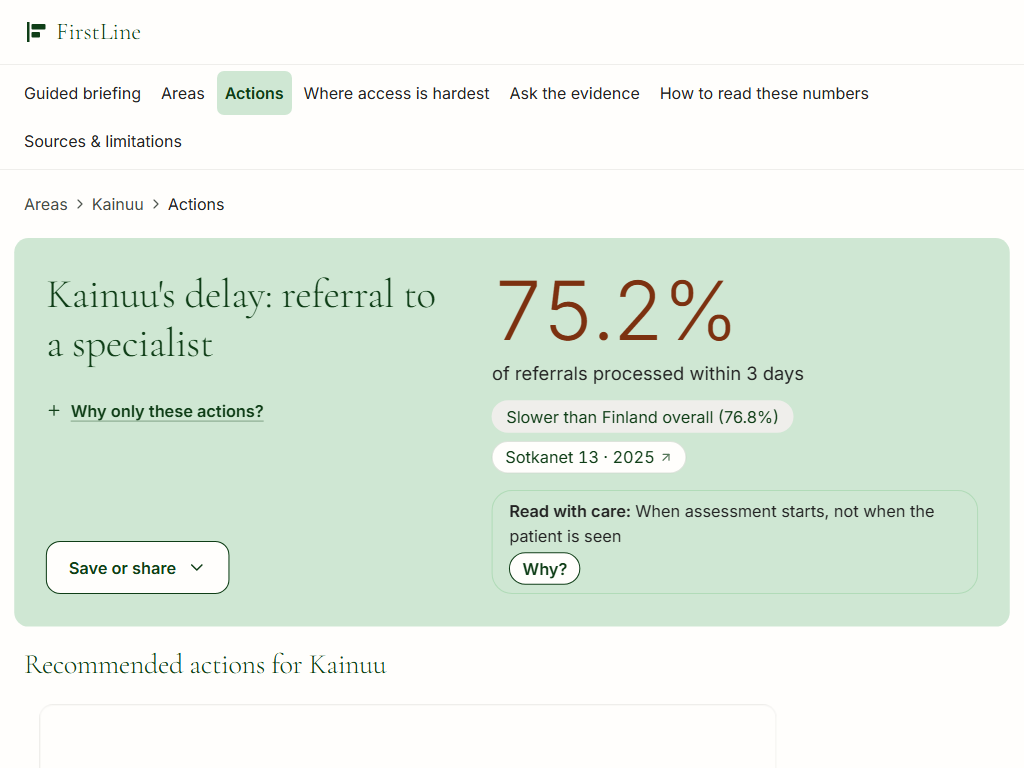 FirstLine
Guided briefing
Areas
Actions
Where access is hardest
Ask the evidence
How to read these numbers
Sources & limitations
Areas > Kainuu > Actions
Kainuu's delay: referral to
a specialist
+ Why only these actions?
Save or share
75.2%
of referrals processed within 3 days
Slower than Finland overall (76.8%)
Sotkanet 13 · 2025 ↗
Read with care: When assessment starts, not when the
patient is seen
Why?
Recommended actions for Kainuu